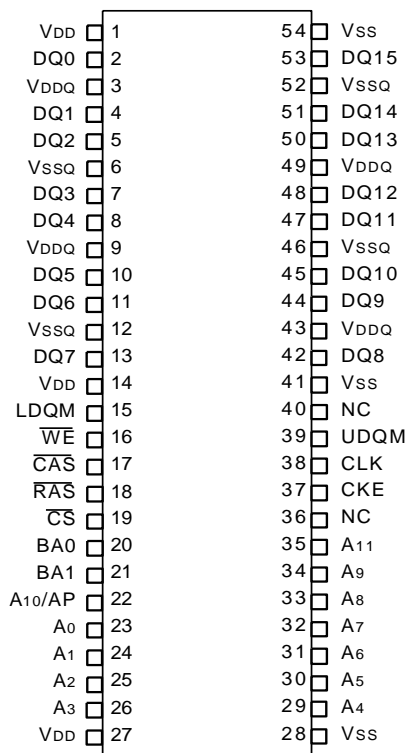 VDD 1 54 VSS
DQ0 2 53 DQ15
VDDQ 3 52 VSSQ
DQ1 4 51 DQ14
DQ2 5 50 DQ13
VSSQ 6 49 VDDQ
DQ3 7 48 DQ12
DQ4 8 47 DQ11
VDDQ 9 46 VSSQ
DQ5 10 45 DQ10
DQ6 11 44 DQ9
VSSQ 12 43 VDDQ
DQ7 13 42 DQ8
VDD 14 41 VSS
LDQM 15 40 NC
WE 16 39 UDQM
CAS 17 38 CLK
RAS 18 37 CKE
CS 19 36 NC
BA0 20 35 A11
BA1 21 34 A9
A10/AP 22 33 A8
A0 23 32 A7
A1 24 31 A6
A2 25 30 A5
A3 26 29 A4
VDD 27 28 VSS